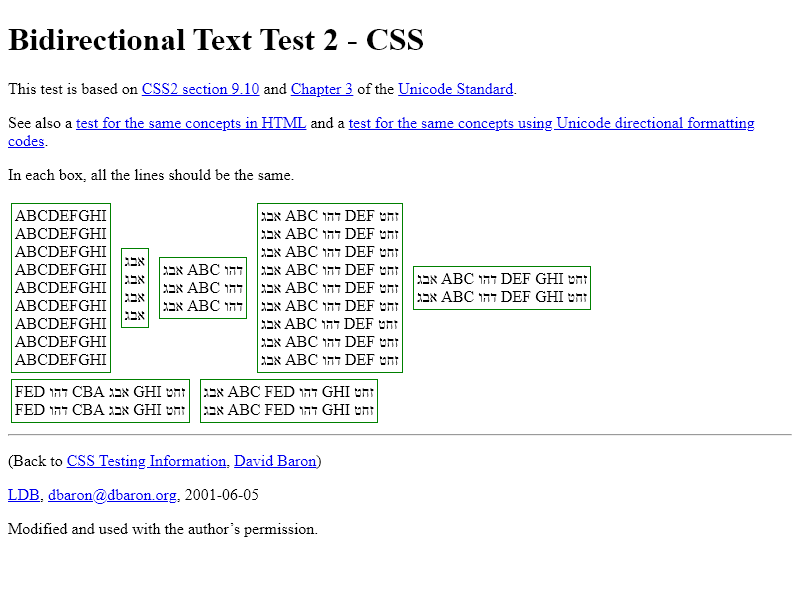 Bidirectional Text Test 2 - CSS
This test is based on CSS2 section 9.10 and Chapter 3 of the Unicode Standard.
See also a test for the same concepts in HTML and a test for the same concepts using Unicode directional formatting
codes.
In each box, all the lines should be the same.
ABCDEFGHI
ABCDEFGHI
ABCDEFGHI
ABCDEFGHI
ABCDEFGHI
ABCDEFGHI
ABCDEFGHI
ABCDEFGHI
ABCDEFGHI
אבג
אבג
אבג
אבג
אבג ABC דהו
אבג ABC דהו
אבג ABC דהו
אבג ABC דהו DEF זחט
אבג ABC דהו DEF זחט
אבג ABC דהו DEF זחט
אבג ABC דהו DEF זחט
אבג ABC דהו DEF זחט
אבג ABC דהו DEF זחט
אבג ABC דהו DEF זחט
אבג ABC דהו DEF זחט
אבג ABC דהו DEF זחט
אבג ABC דהו DEF GHI זחט
אבג ABC דהו DEF GHI זחט
FED דהו CBA אבג GHI זחט
FED דהו CBA אבג GHI זחט
אבג ABC FED דהו GHI זחט
אבג ABC FED דהו GHI זחט
(Back to CSS Testing Information, David Baron)
LDB, dbaron@dbaron.org, 2001-06-05
Modified and used with the author’s permission.